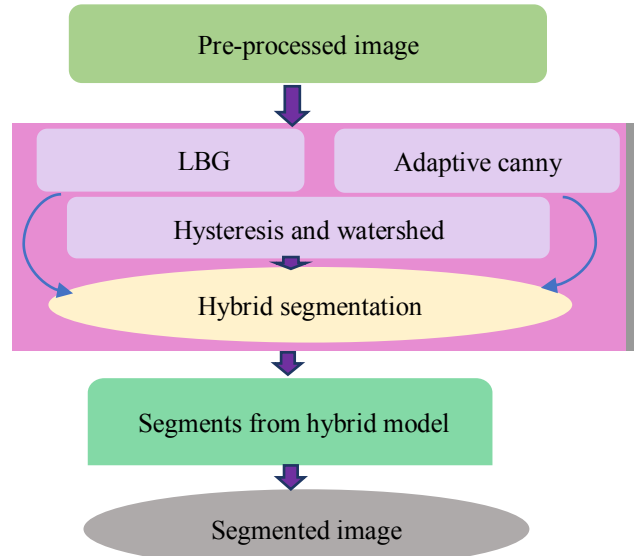 Pre-processed image
LBG
Adaptive canny
Hysteresis and watershed
Hybrid segmentation
Segments from hybrid model
Segmented image